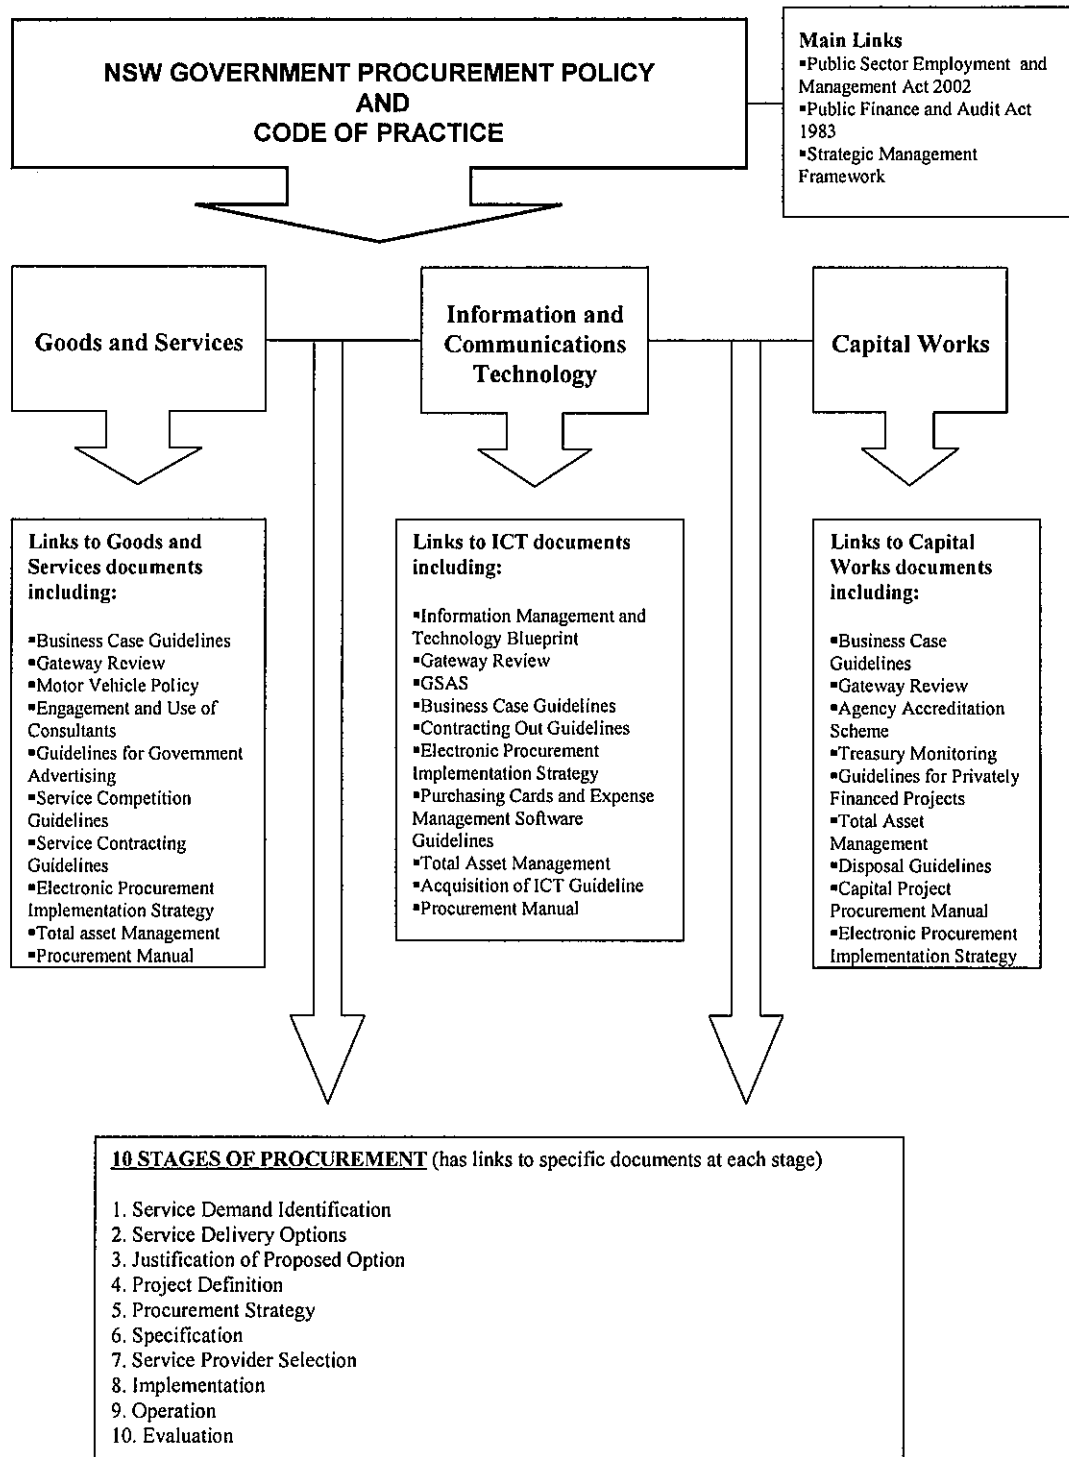 NSW GOVERNMENT PROCUREMENT POLICY
AND
CODE OF PRACTICE
Main Links
▪Public Sector Employment and
Management Act 2002
▪Public Finance and Audit Act
1983
▪Strategic Management
Framework
Goods and Services
Information and
Communications
Technology
Capital Works
Links to Goods and
Services documents
including:
▪Business Case Guidelines
▪Gateway Review
▪Motor Vehicle Policy
▪Engagement and Use of
Consultants
▪Guidelines for Government
Advertising
▪Service Competition
Guidelines
▪Service Contracting
Guidelines
▪Electronic Procurement
Implementation Strategy
▪Total asset Management
▪Procurement Manual
Links to ICT documents
including:
▪Information Management and
Technology Blueprint
▪Gateway Review
▪GSAS
▪Business Case Guidelines
▪Contracting Out Guidelines
▪Electronic Procurement
Implementation Strategy
▪Purchasing Cards and Expense
Management Software
Guidelines
▪Total Asset Management
▪Acquisition of ICT Guideline
▪Procurement Manual
Links to Capital
Works documents
including:
▪Business Case
Guidelines
▪Gateway Review
▪Agency Accreditation
Scheme
▪Treasury Monitoring
▪Guidelines for Privately
Financed Projects
▪Total Asset
Management
▪Disposal Guidelines
▪Capital Project
Procurement Manual
▪Electronic Procurement
Implementation Strategy
10 STAGES OF PROCUREMENT (has links to specific documents at each stage)
1. Service Demand Identification
2. Service Delivery Options
3. Justification of Proposed Option
4. Project Definition
5. Procurement Strategy
6. Specification
7. Service Provider Selection
8. Implementation
9. Operation
10. Evaluation